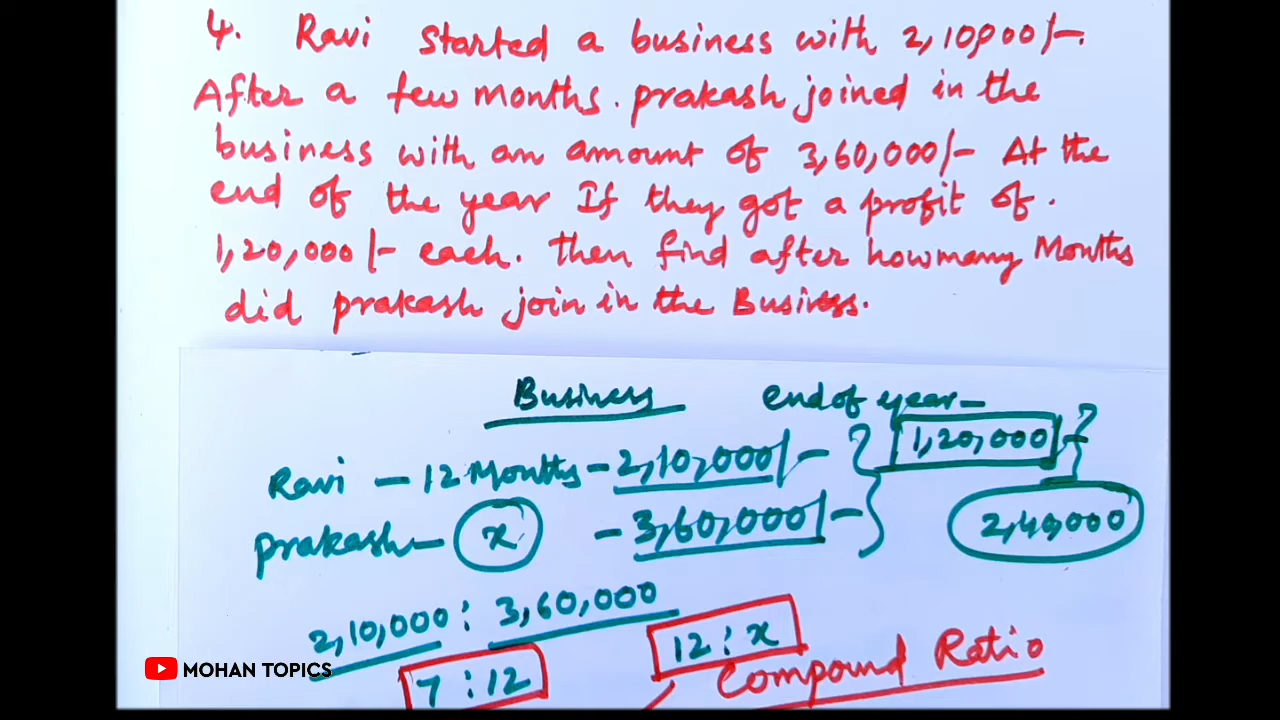 4. Ravi started a business with 2,10,000/-.
After a few months. prakash joined in the
business with an amount of 3,60,000/- At the
end of the year If they got a profit of.
1,20,000/- each. then find after howmany Months
did prakash join in the Business.
Business end of year-
Ravi - 12 Months - 2,10,000/- 1,20,000/- ?
prakash - x - 3,60,000/- 2,40,000
2,10,000 : 3,60,000
12 : x
7 : 12
Compound Ratio
MOHAN TOPICS